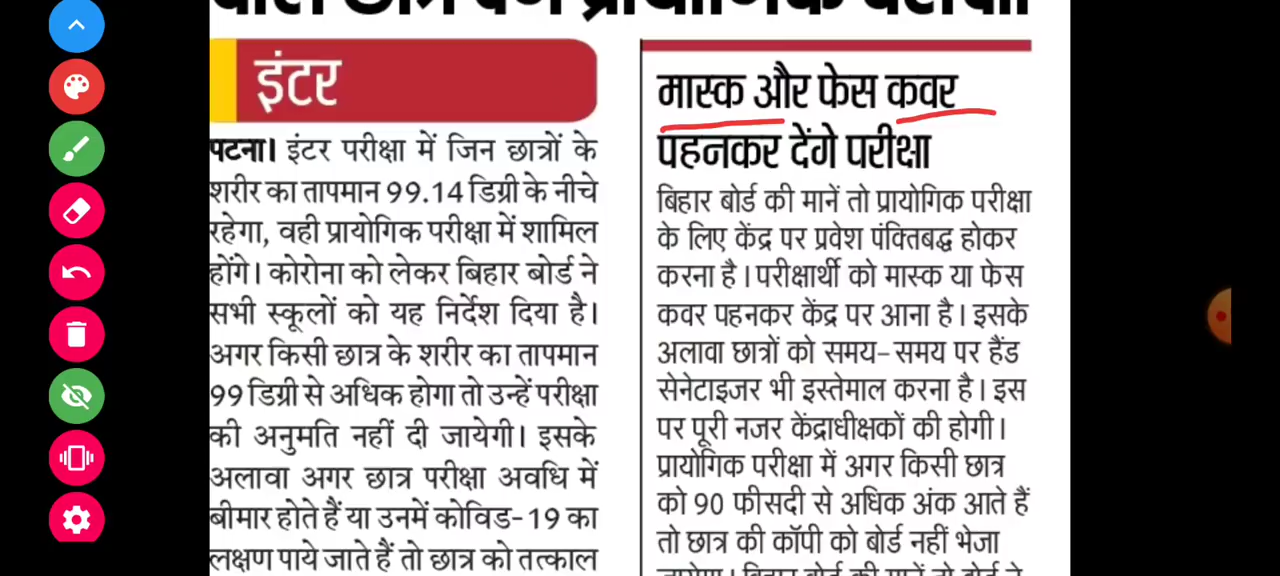 वाले छात्र देंगे प्रायोगिक परीक्षा
इंटर
पटना। इंटर परीक्षा में जिन छात्रों के
शरीर का तापमान 99.14 डिग्री के नीचे
रहेगा, वही प्रायोगिक परीक्षा में शामिल
होंगे। कोरोना को लेकर बिहार बोर्ड ने
सभी स्कूलों को यह निर्देश दिया है।
अगर किसी छात्र के शरीर का तापमान
99 डिग्री से अधिक होगा तो उन्हें परीक्षा
की अनुमति नहीं दी जायेगी। इसके
अलावा अगर छात्र परीक्षा अवधि में
बीमार होते हैं या उनमें कोविड-19 का
लक्षण पाये जाते हैं तो छात्र को तत्काल
मास्क और फेस कवर
पहनकर देंगे परीक्षा
बिहार बोर्ड की मानें तो प्रायोगिक परीक्षा
के लिए केंद्र पर प्रवेश पंक्तिबद्ध होकर
करना है। परीक्षार्थी को मास्क या फेस
कवर पहनकर केंद्र पर आना है। इसके
अलावा छात्रों को समय-समय पर हैंड
सेनेटाइजर भी इस्तेमाल करना है। इस
पर पूरी नजर केंद्राधीक्षकों की होगी।
प्रायोगिक परीक्षा में अगर किसी छात्र
को 90 फीसदी से अधिक अंक आते हैं
तो छात्र की कॉपी को बोर्ड नहीं भेजा
जायेगा। बिहार बोर्ड की मानें तो बोर्ड ने